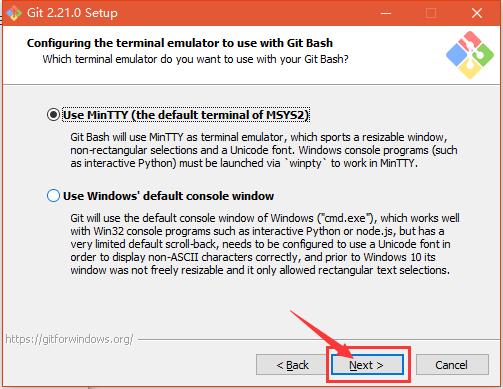 Git 2.21.0 Setup
Configuring the terminal emulator to use with Git Bash
Which terminal emulator do you want to use with your Git Bash?
Use MinTTY (the default terminal of MSYS2)
Git Bash will use MinTTY as terminal emulator, which sports a resizable window,
non-rectangular selections and a Unicode font. Windows console programs (such
as interactive Python) must be launched via `winpty` to work in MinTTY.
Use Windows' default console window
Git will use the default console window of Windows ("cmd.exe"), which works well
with Win32 console programs such as interactive Python or node.js, but has a
very limited default scroll-back, needs to be configured to use a Unicode font in
order to display non-ASCII characters correctly, and prior to Windows 10 its
window was not freely resizable and it only allowed rectangular text selections.
https://gitforwindows.org/
< Back
Next >
Cancel